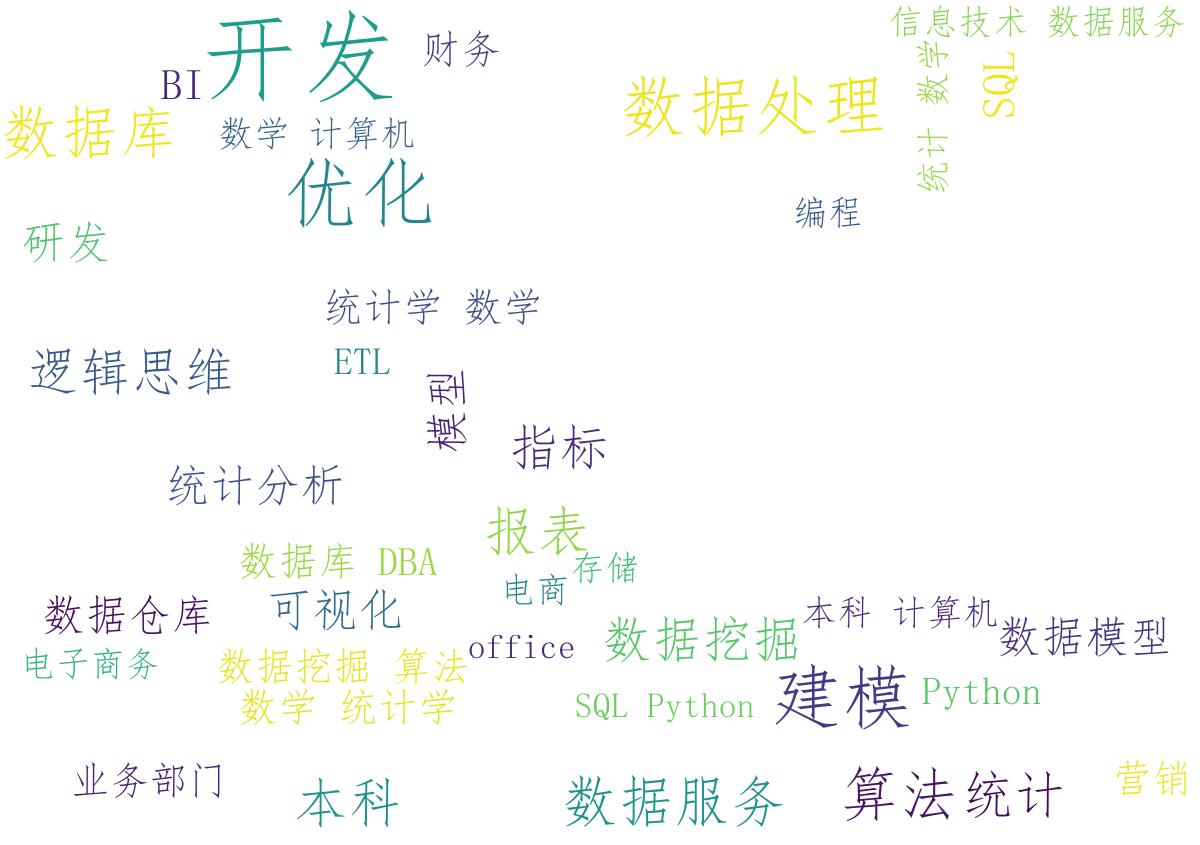 信息技术 数据服务
开发
财务
BI
数据处理
统计 数学
SQL
数据库
数学 计算机
优化
编程
研发
统计学 数学
ETL
逻辑思维
模型
指标
统计分析
报表
数据库 DBA
存储
电商
数据仓库
可视化
本科 计算机
数据模型
数据挖掘
office
电子商务
数据挖掘 算法
建模
Python
数学 统计学
SQL Python
业务部门
本科
数据服务
算法统计
营销